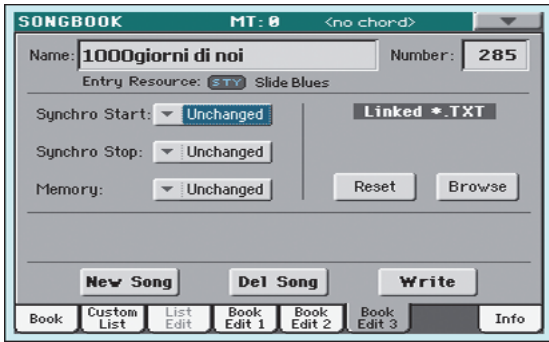 SONGBOOK MT:0 <no chord>
Name: 1000giorni di noi Number: 285
Entry Resource: STY Slide Blues
Synchro Start: Unchanged Linked *.TXT
Synchro Stop: Unchanged
Memory: Unchanged Reset Browse
New Song Del Song Write
Book Custom List List Edit Book Edit 1 Book Edit 2 Book Edit 3 Info